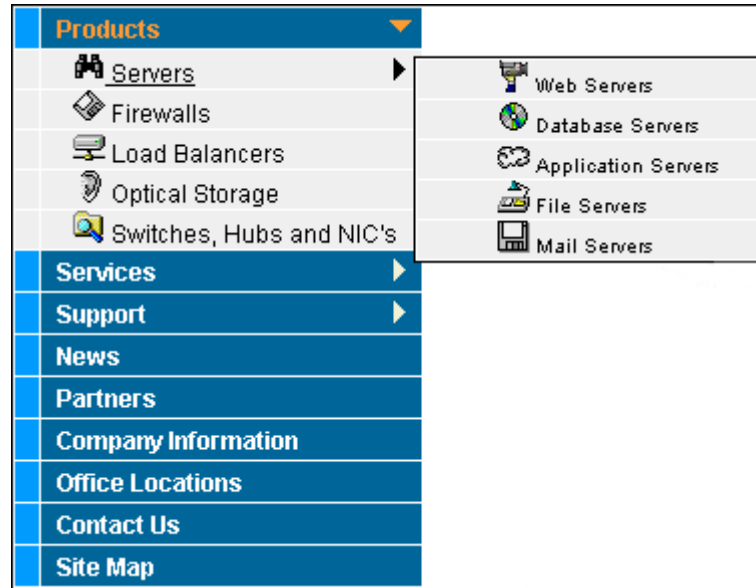 Products
Servers
Firewalls
Load Balancers
Optical Storage
Switches, Hubs and NIC's
Web Servers
Database Servers
Application Servers
File Servers
Mail Servers
Services
Support
News
Partners
Company Information
Office Locations
Contact Us
Site Map